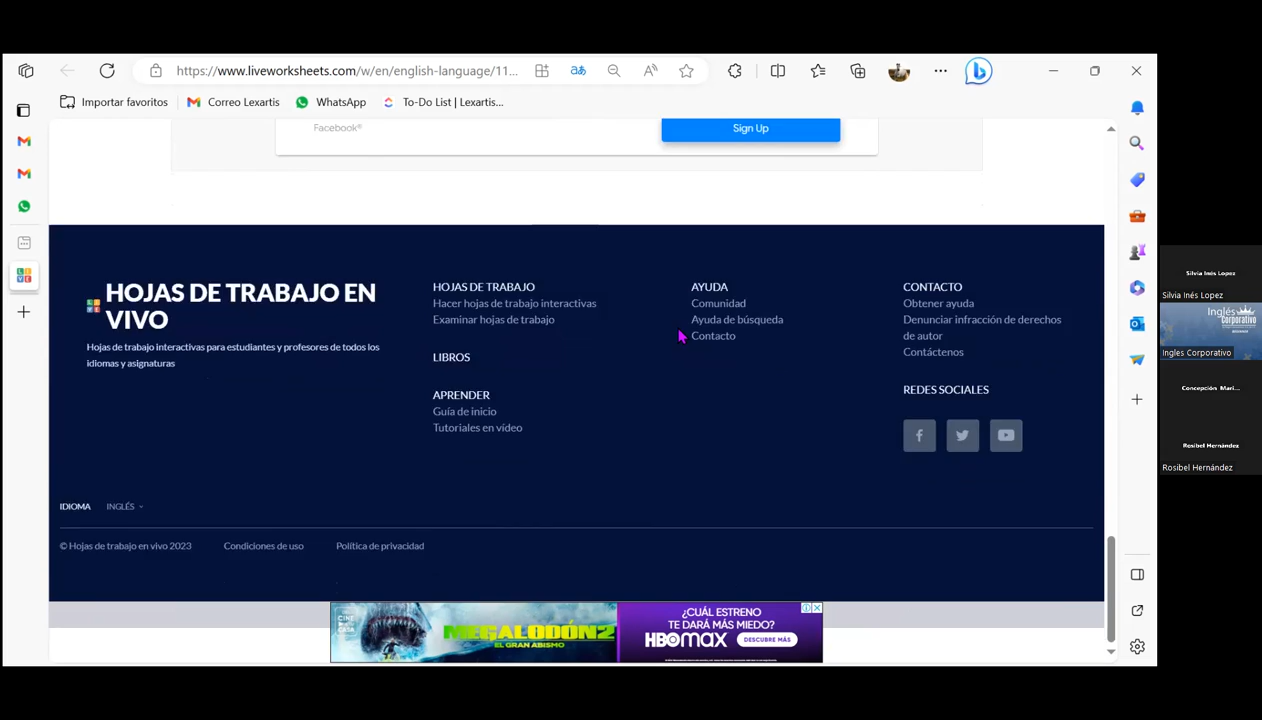 https://www.liveworksheets.com/w/en/english-language/11...
Importar favoritos
Correo Lexartis
WhatsApp
To-Do List | Lexartis...
Facebook®
Sign Up
HOJAS DE TRABAJO EN
VIVO
Hojas de trabajo interactivas para estudiantes y profesores de todos los
idiomas y asignaturas
HOJAS DE TRABAJO
Hacer hojas de trabajo interactivas
Examinar hojas de trabajo
LIBROS
APRENDER
Guía de inicio
Tutoriales en vídeo
AYUDA
Comunidad
Ayuda de búsqueda
Contacto
CONTACTO
Obtener ayuda
Denunciar infracción de derechos
de autor
Contáctenos
REDES SOCIALES
IDIOMA
INGLÉS
© Hojas de trabajo en vivo 2023
Condiciones de uso
Política de privacidad
MEGALODÓN2
EL GRAN ABISMO
¿CUÁL ESTRENO
TE DARÁ MÁS MIEDO?
HBOMAX
DESCUBRE MÁS
Silvia Inés Lopez
Silvia Inés Lopez
Inglés
Corporativo
Ingles Corporativo
Concepción Mari...
Rosibel Hernández
Rosibel Hernández